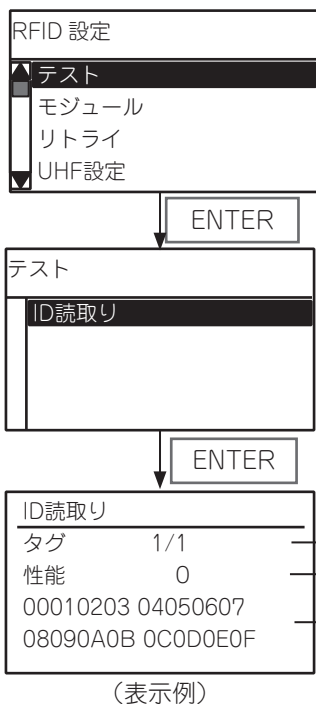 RFID 設定
テスト
モジュール
リトライ
UHF設定
ENTER
テスト
ID読取り
ENTER
ID読取り
タグ 1/1
性能 0
00010203 04050607
08090A0B 0C0D0E0F
（表示例）